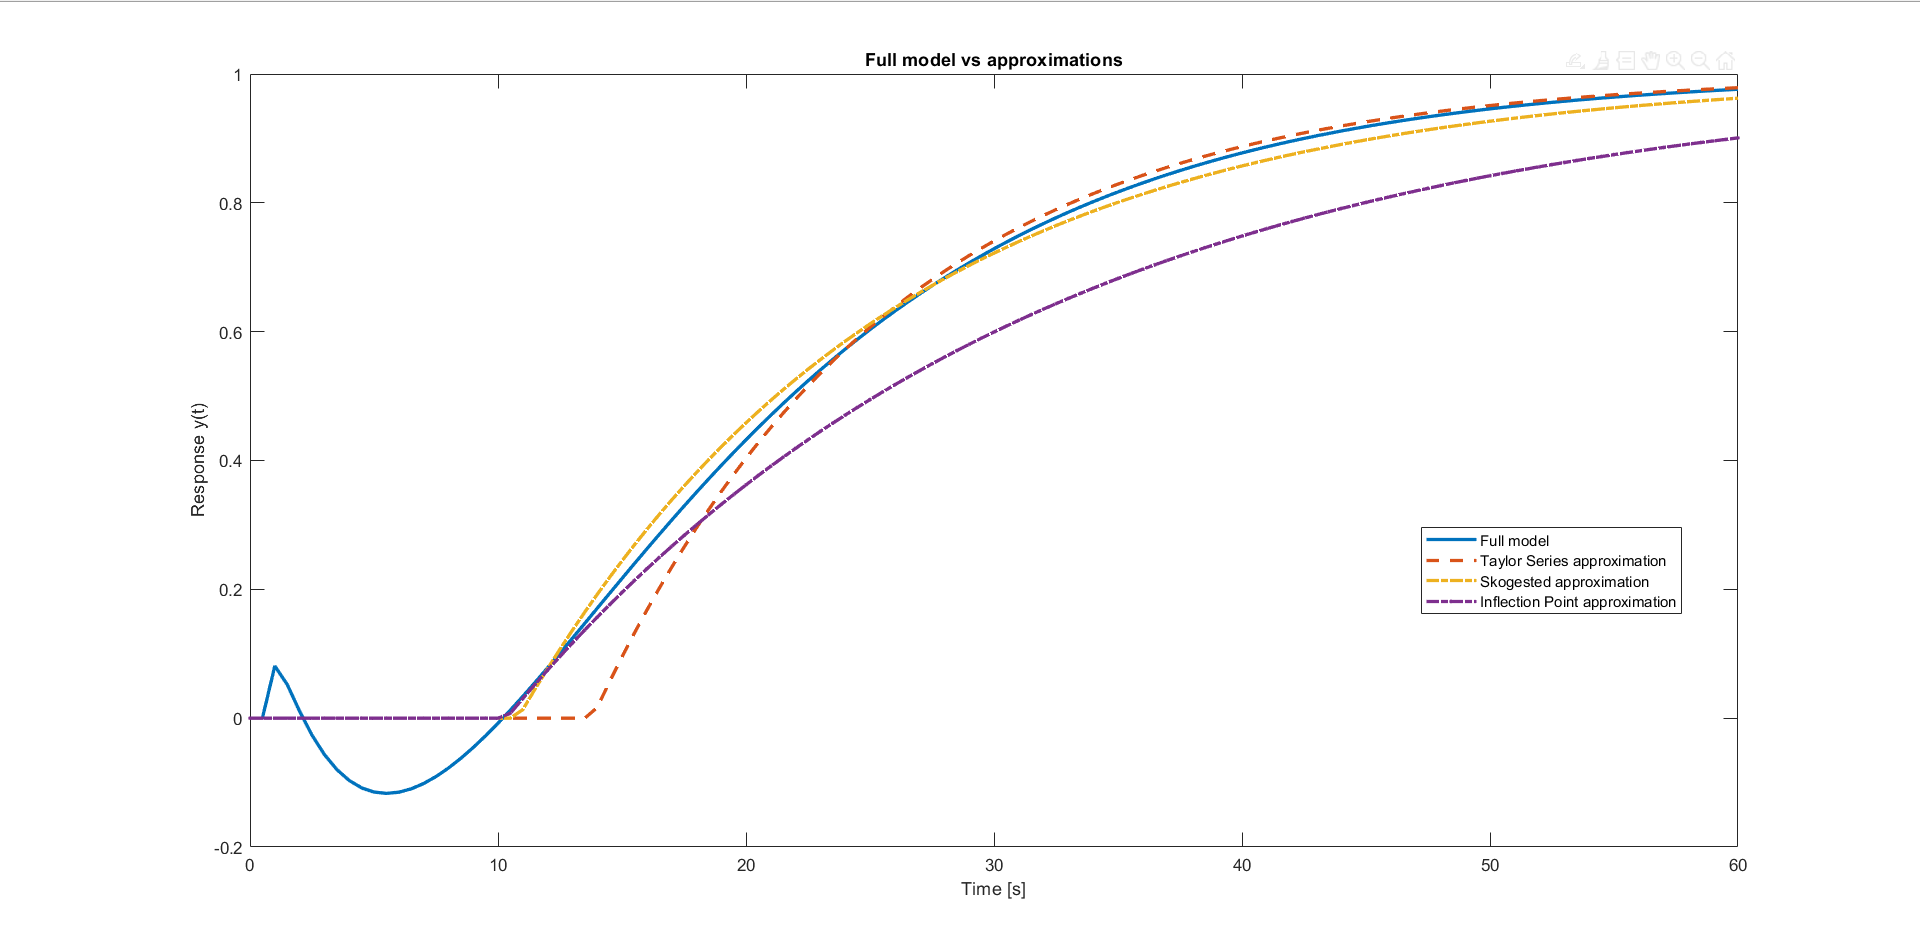 Full model vs approximations
1
0.8
0.6
0.4
0.2
0
-0.2
Response y(t)
0 10 20 30 40 50 60
Time [s]
Full model
Taylor Series approximation
Skogested approximation
Inflection Point approximation